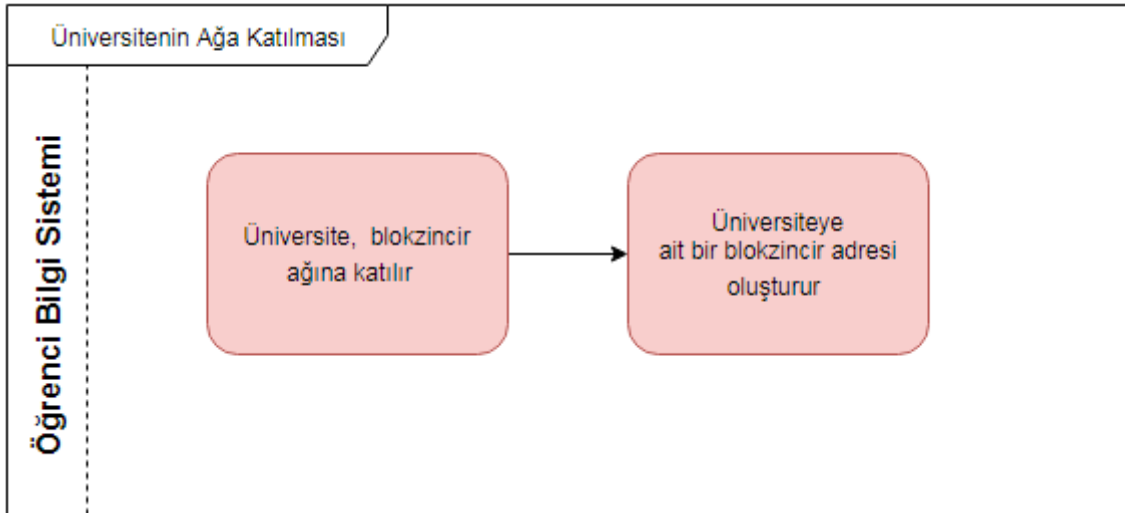 Üniversitenin Ağa Katılması
Öğrenci Bilgi Sistemi
Üniversite, blokzincir
ağına katılır
Üniversiteye
ait bir blokzincir adresi
oluşturur